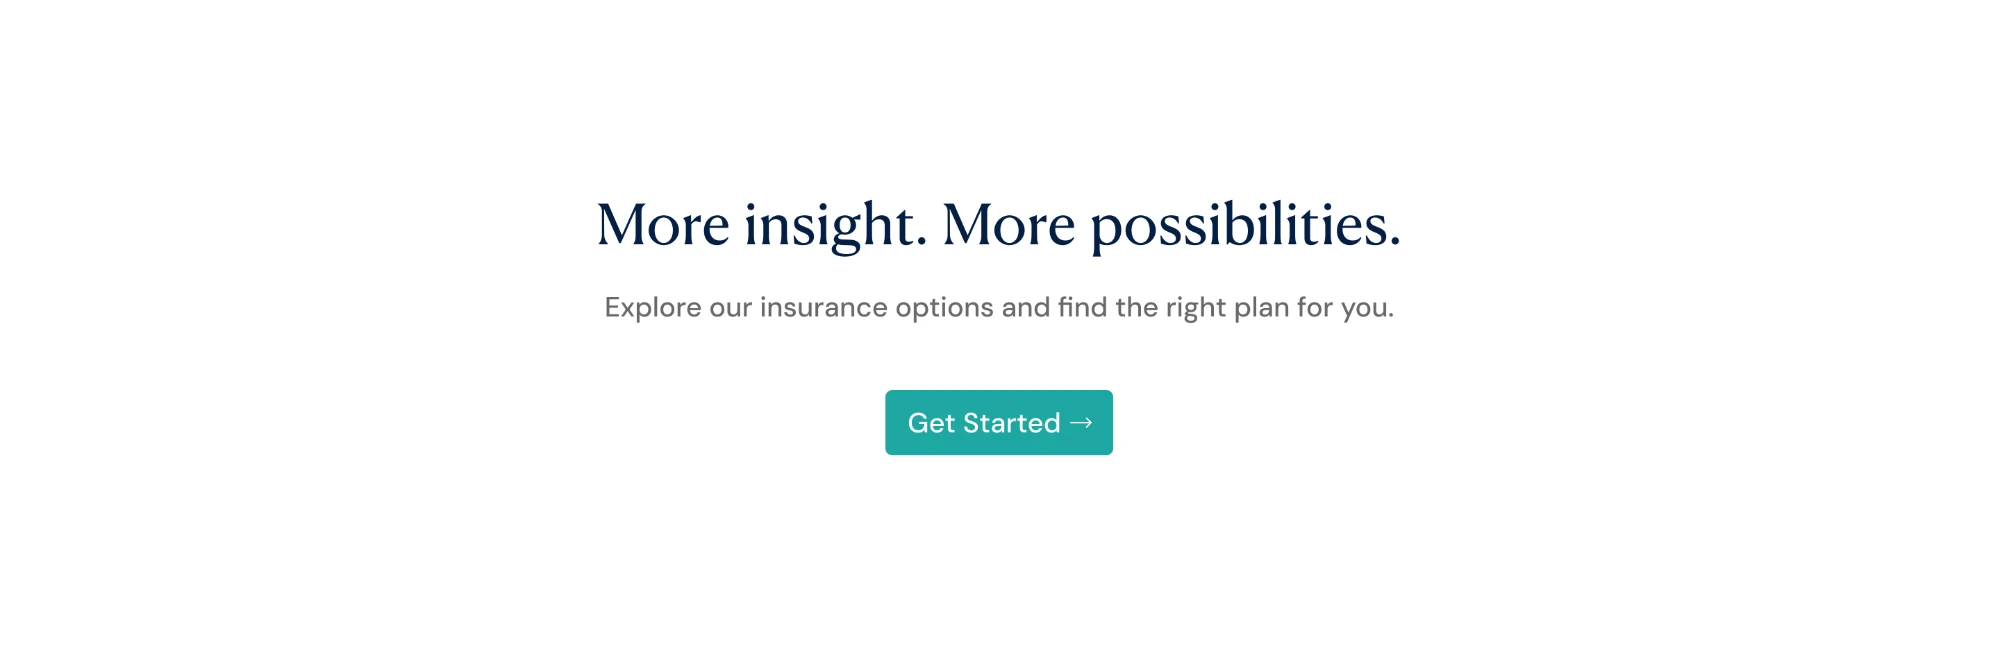 More insight. More possibilities.
Explore our insurance options and find the right plan for you.
Get Started →